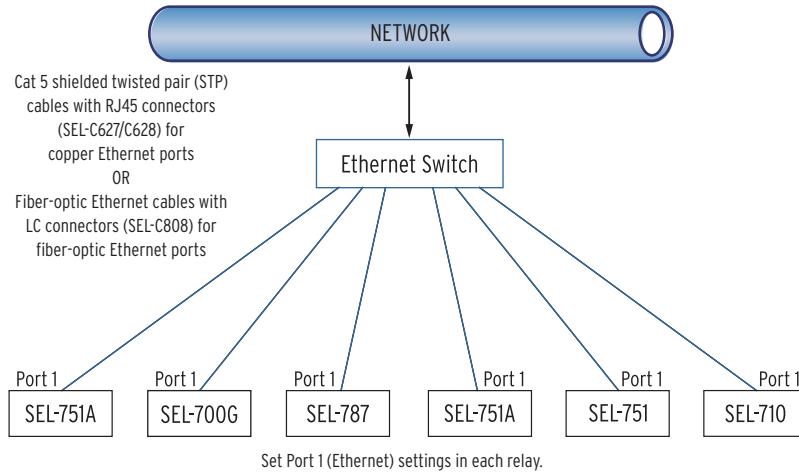 NETWORK
Cat 5 shielded twisted pair (STP)
cables with RJ45 connectors
(SEL-C627/C628) for
copper Ethernet ports
OR
Fiber-optic Ethernet cables with
LC connectors (SEL-C808) for
fiber-optic Ethernet ports
Ethernet Switch
Port 1 Port 1 Port 1 Port 1 Port 1 Port 1
SEL-751A SEL-700G SEL-787 SEL-751A SEL-751 SEL-710
Set Port 1 (Ethernet) settings in each relay.